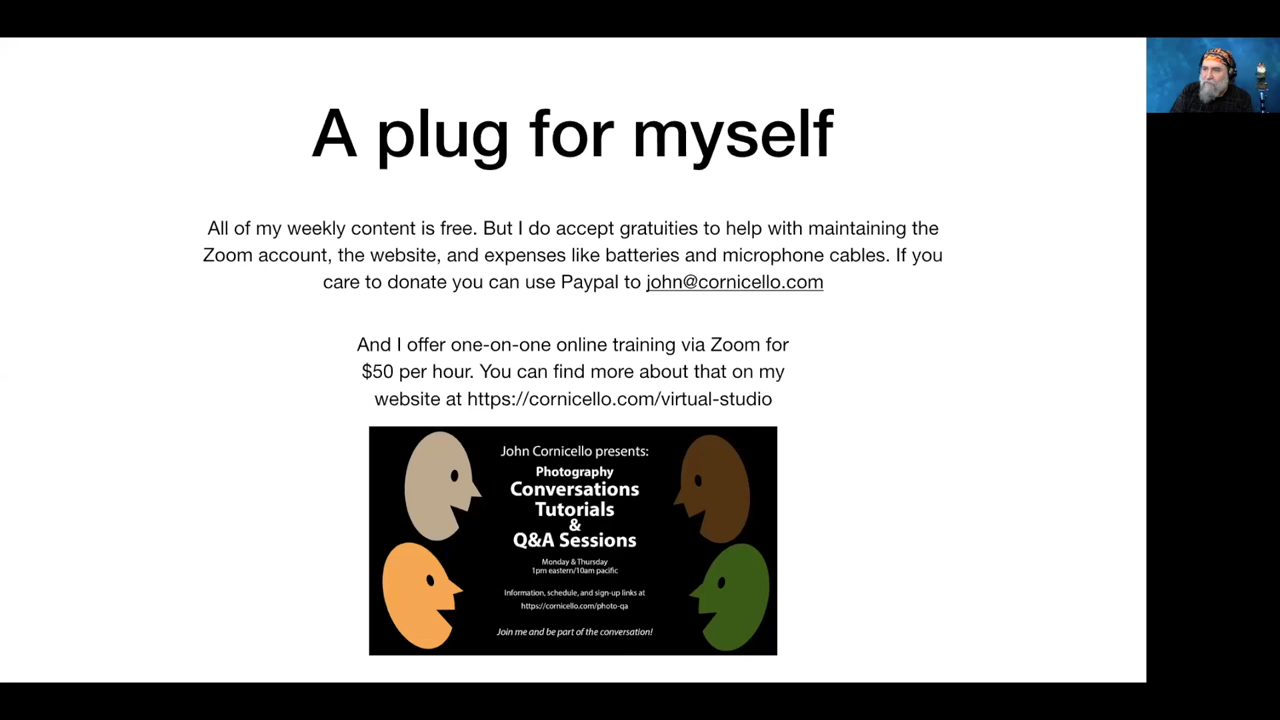 A plug for myself
All of my weekly content is free. But I do accept gratuities to help with maintaining the
Zoom account, the website, and expenses like batteries and microphone cables. If you
care to donate you can use Paypal to john@cornicello.com
And I offer one-on-one online training via Zoom for
$50 per hour. You can find more about that on my
website at https://cornicello.com/virtual-studio
John Cornicello presents:
Photography
Conversations
Tutorials
&
Q&A Sessions
Monday & Thursday
1pm eastern/10am pacific
Information, schedule, and sign-up links at
https://cornicello.com/photo-qa
Join me and be part of the conversation!